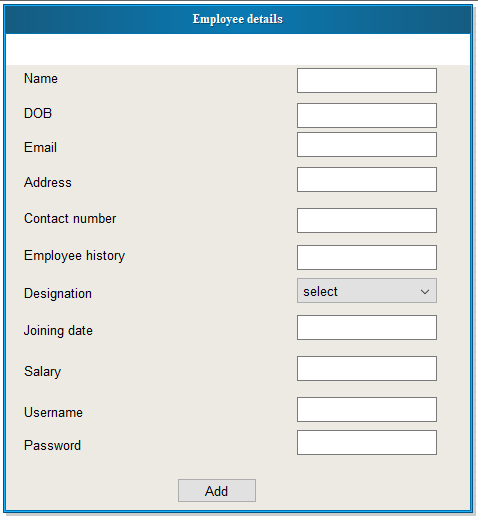 Employee details
Name
DOB
Email
Address
Contact number
Employee history
Designation select
Joining date
Salary
Username
Password
Add